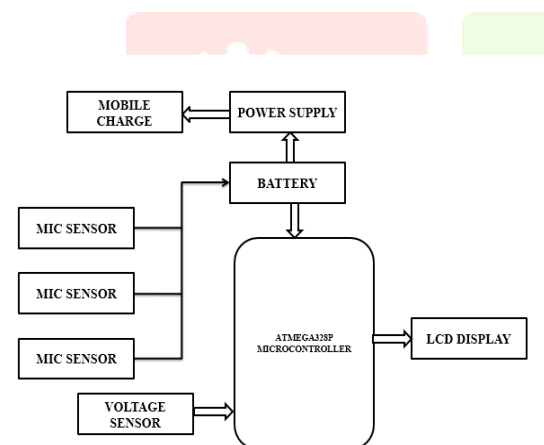 MOBILE
CHARGE
POWER SUPPLY
BATTERY
MIC SENSOR
MIC SENSOR
MIC SENSOR
ATMEGA328P
MICROCONTROLLER
LCD DISPLAY
VOLTAGE
SENSOR